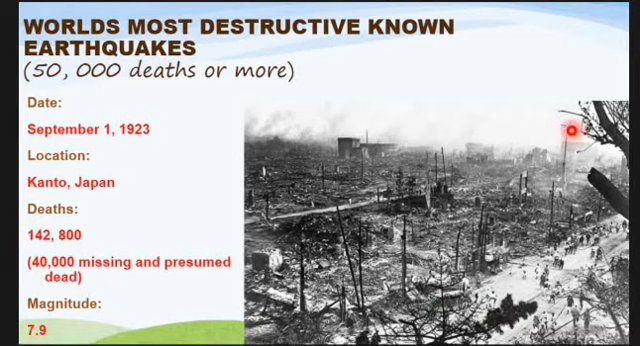 WORLDS MOST DESTRUCTIVE KNOWN
EARTHQUAKES
(50, 000 deaths or more)
Date:
September 1, 1923
Location:
Kanto, Japan
Deaths:
142, 800
(40,000 missing and presumed
dead)
Magnitude:
7.9